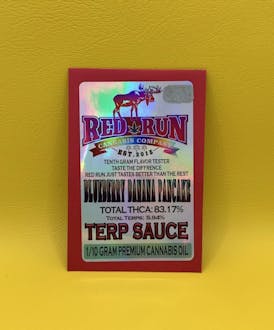 RED RUN
CANNABIS COMPANY
EST. 2015
TENTH GRAM FLAVOR TESTER
TASTE THE DIFFRENCE
RED RUN JUST TASTES BETTER THAN THE REST
BLUEBERRY BANANA PANCAKE
TOTAL THCA: 83.17%
TOTAL TERPS: 5.94%
TERP SAUCE
1/10 GRAM PREMIUM CANNABIS OIL